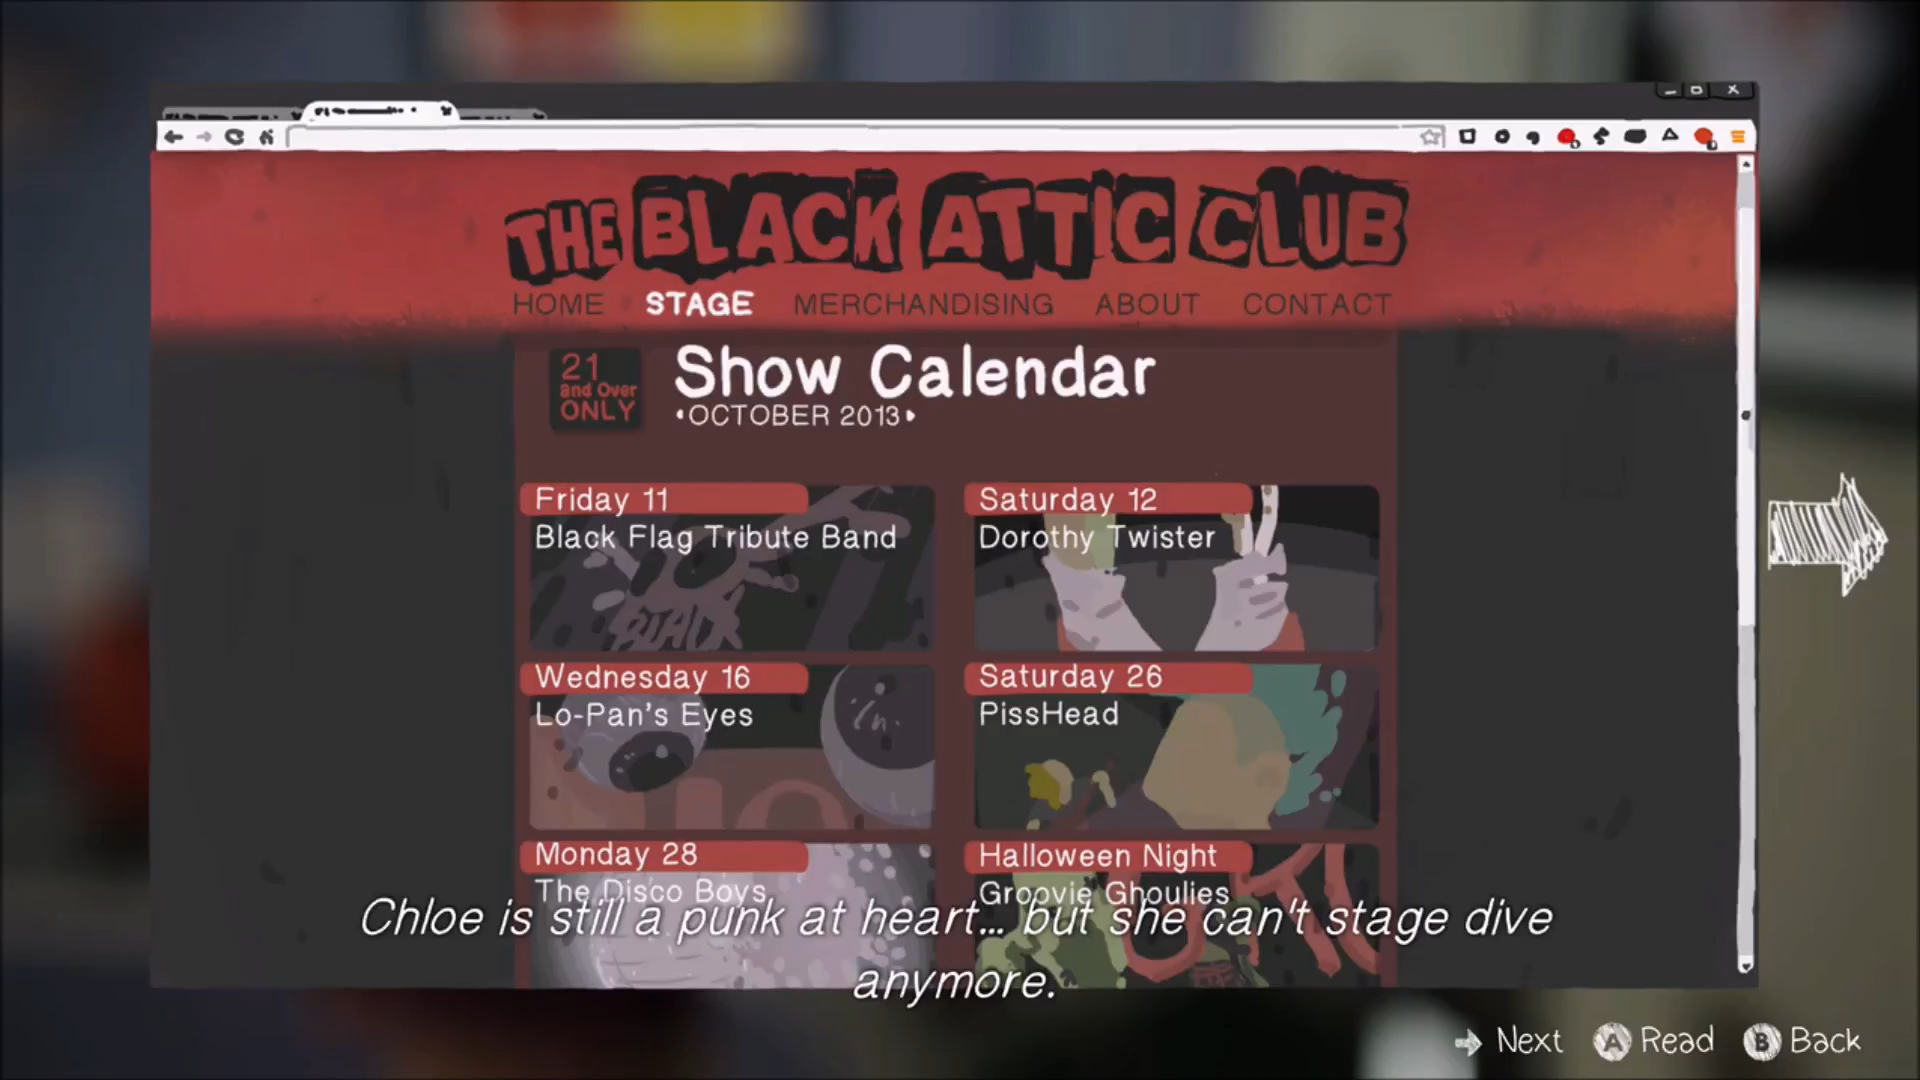 THE BLACK ATTIC CLUB
HOME STAGE MERCHANDISING ABOUT CONTACT
21
and Over
ONLY
Show Calendar
OCTOBER 2013
Friday 11
Black Flag Tribute Band
Saturday 12
Dorothy Twister
Wednesday 16
Lo-Pan's Eyes
Saturday 26
PissHead
Monday 28
The Disco Boys
Halloween Night
Groovie Ghoulies
Chloe is still a punk at heart... but she can't stage dive
anymore.
Next A Read B Back